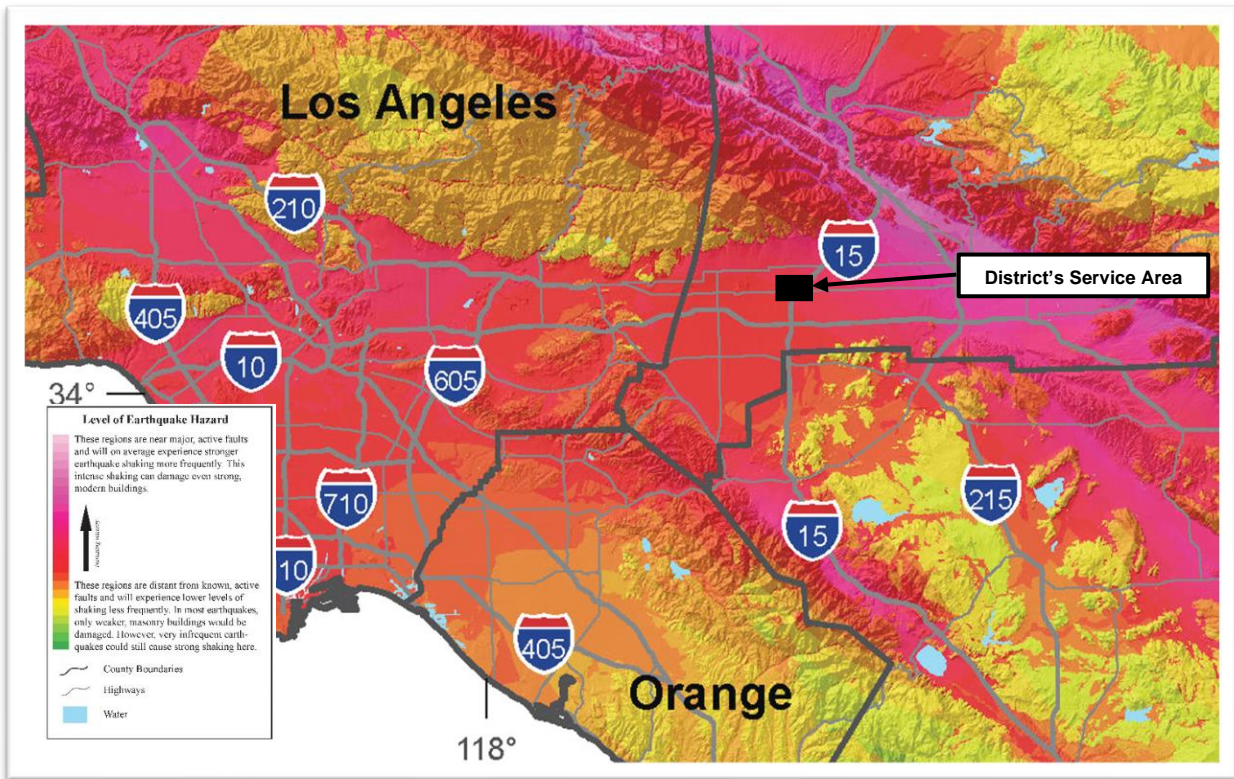 Los Angeles
210
15
District's Service Area
405
10
605
34°
Level of Earthquake Hazard
These regions are near major, active faults
and will on average experience stronger
earthquake shaking more frequently. This
intense shaking can damage even strong,
modern buildings.
These regions are distant from known, active
faults and will experience lower levels of
shaking less frequently. In most earthquakes,
only weaker, masonry buildings would be
damaged. However, very infrequent earth-
quakes could still cause strong shaking here.
County Boundaries
Highways
Water
710
215
15
10
405
Orange
118°